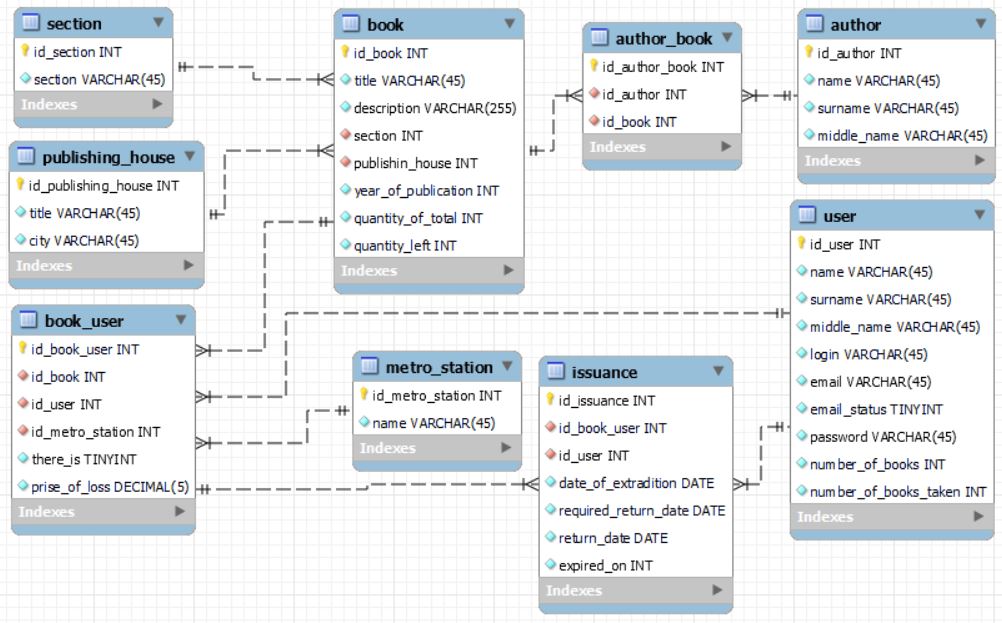 section
id_section INT
section VARCHAR(45)
Indexes
book
id_book INT
title VARCHAR(45)
description VARCHAR(255)
section INT
publishin_house INT
year_of_publication INT
quantity_of_total INT
quantity_left INT
Indexes
author_book
id_author_book INT
id_author INT
id_book INT
Indexes
author
id_author INT
name VARCHAR(45)
surname VARCHAR(45)
middle_name VARCHAR(45)
Indexes
publishing_house
id_publishing_house INT
title VARCHAR(45)
city VARCHAR(45)
Indexes
user
id_user INT
name VARCHAR(45)
surname VARCHAR(45)
middle_name VARCHAR(45)
login VARCHAR(45)
email VARCHAR(45)
email_status TINYINT
password VARCHAR(45)
number_of_books INT
number_of_books_taken INT
Indexes
book_user
id_book_user INT
id_book INT
id_user INT
id_metro_station INT
there_is TINYINT
prise_of_loss DECIMAL(5)
Indexes
metro_station
id_metro_station INT
name VARCHAR(45)
Indexes
issuance
id_issuance INT
id_book_user INT
id_user INT
date_of_extradition DATE
required_return_date DATE
return_date DATE
expired_on INT
Indexes